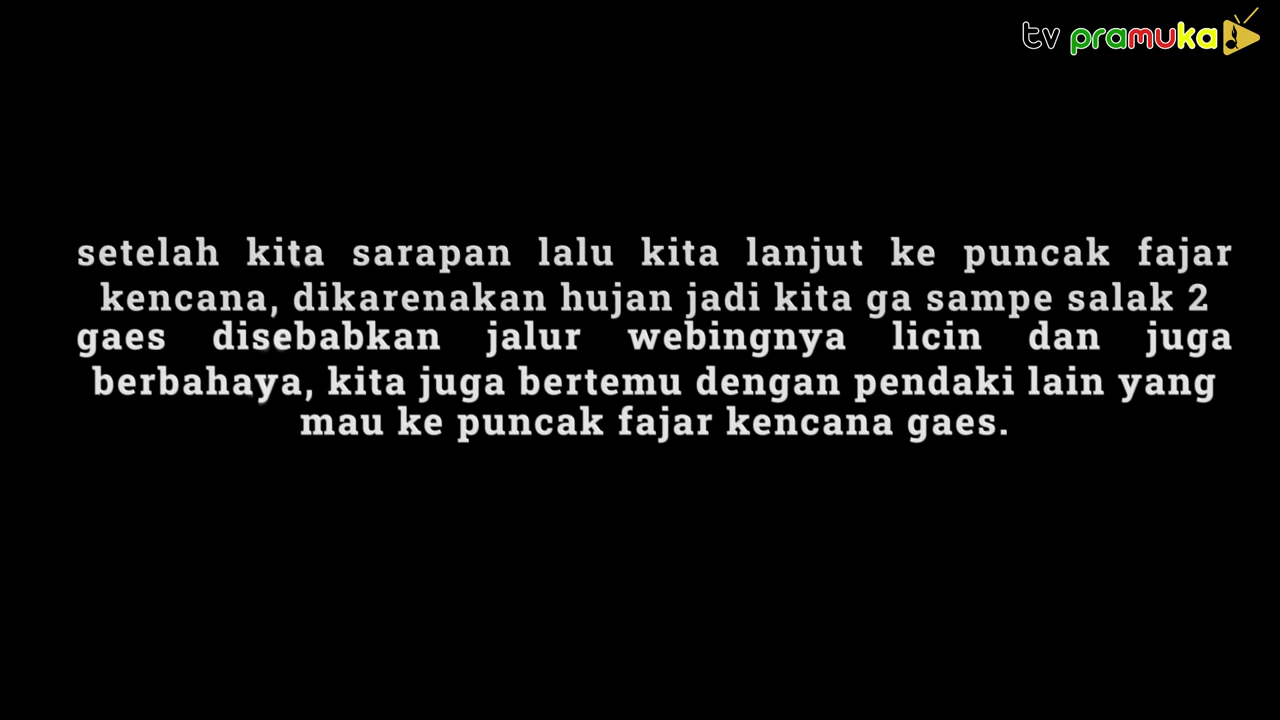 tv pramuka
setelah kita sarapan lalu kita lanjut ke puncak fajar
kencana, dikarenakan hujan jadi kita ga sampe salak 2
gaes disebabkan jalur webingnya licin dan juga
berbahaya, kita juga bertemu dengan pendaki lain yang
mau ke puncak fajar kencana gaes.